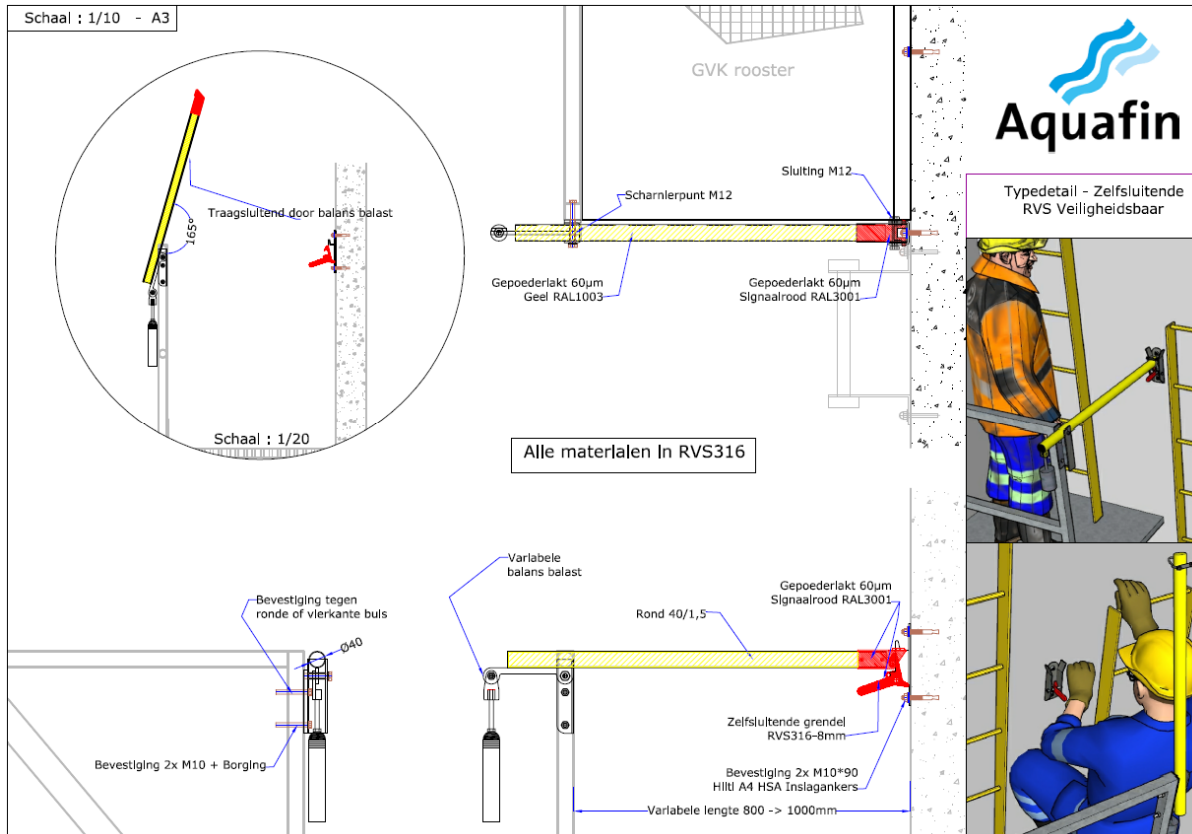 Schaal : 1/10 - A3
GVK rooster
Aquafin
Typedetail - Zelfsluitende
RVS Veiligheidsbaar
Sluiting M12
Scharnierpunt M12
Traagsluitend door balans balast
165°
Gepoederlakt 60µm
Geel RAL1003
Gepoederlakt 60µm
Signaalrood RAL3001
Schaal : 1/20
Alle materialen in RVS316
Variabele
balans balast
Bevestiging tegen
ronde of vierkante buis
Ø40
Gepoederlakt 60µm
Signaalrood RAL3001
Rond 40/1,5
Zelfsluitende grendel
RVS316-8mm
Bevestiging 2x M10 + Borging
Bevestiging 2x M10*90
Hilti A4 HSA Inslagankers
Variabele lengte 800 -> 1000mm